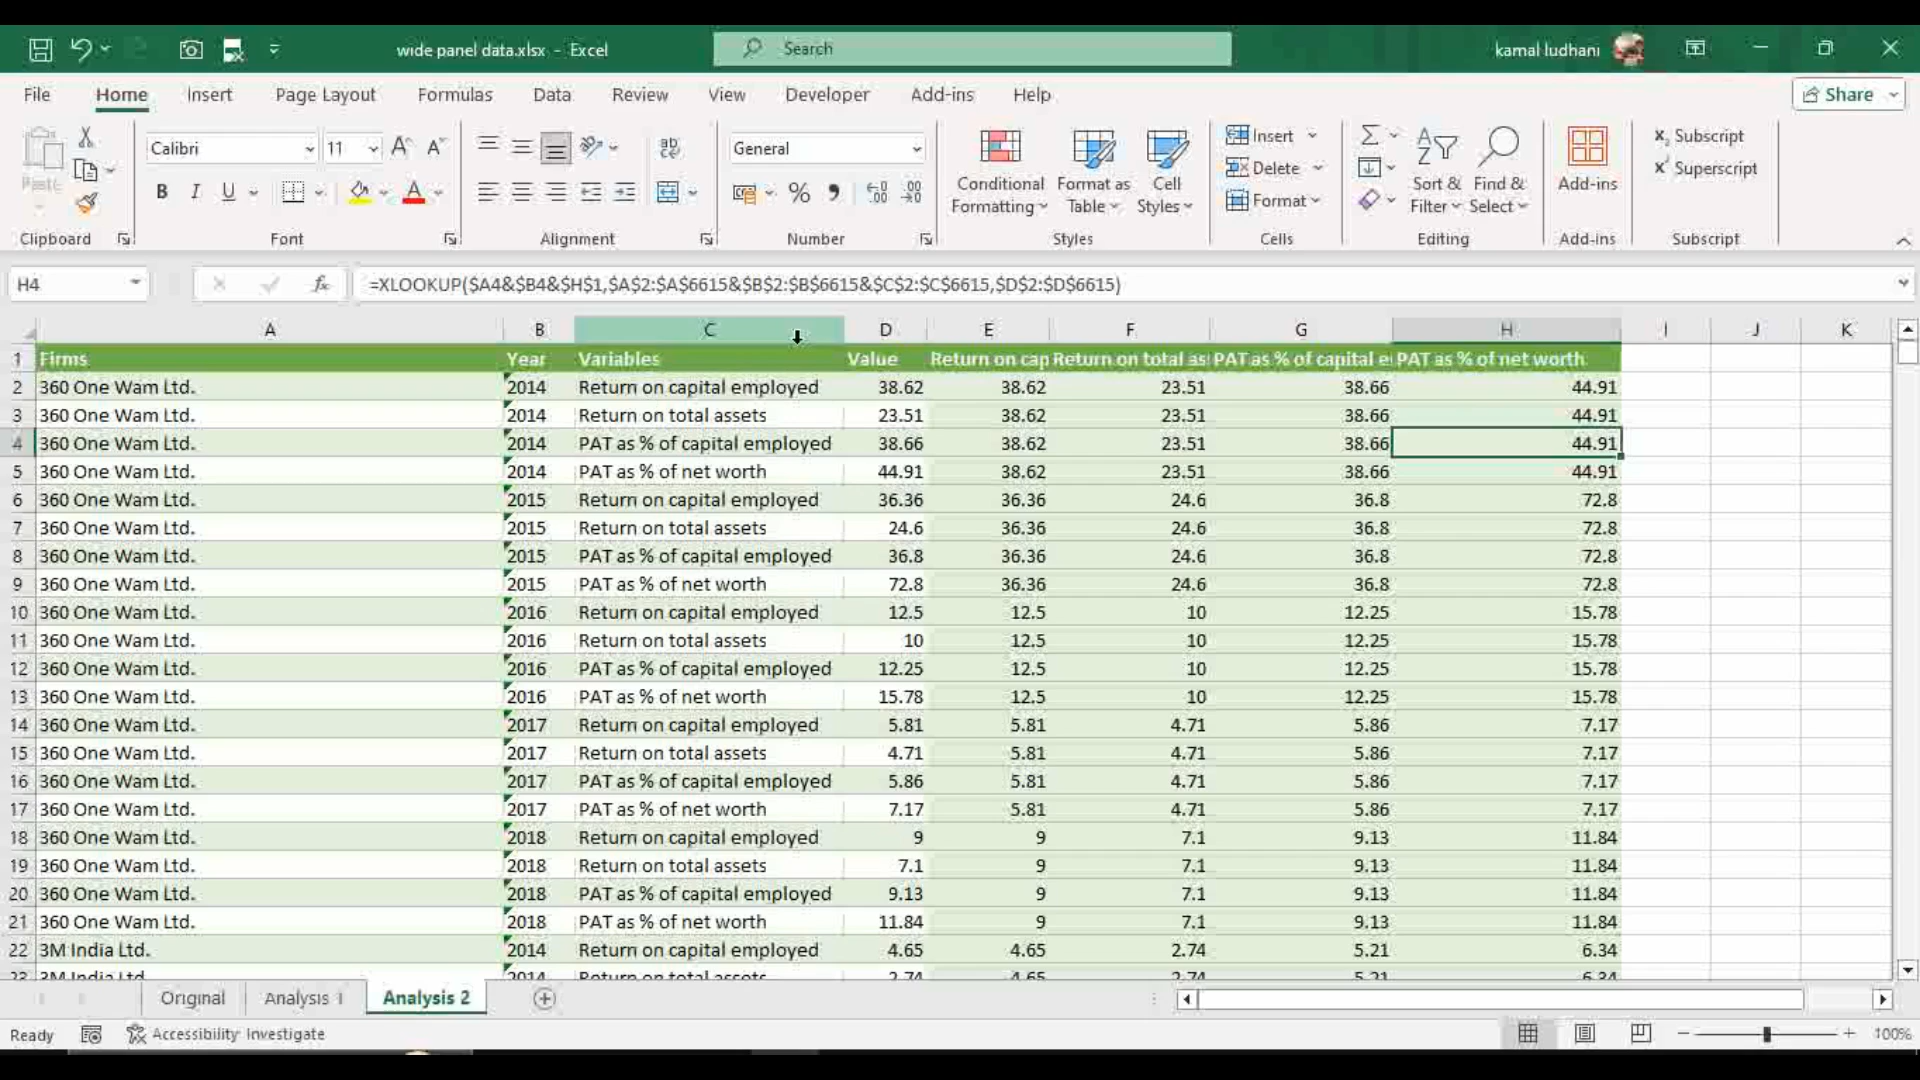 wide panel data.xlsx - Excel
Search
kamal ludhani
File Home Insert Page Layout Formulas Data Review View Developer Add-ins Help
Share
Paste
Calibri 11
B I U
General
Conditional Formatting
Format as Table
Cell Styles
Insert
Delete
Format
Sort & Filter
Find & Select
Add-ins
X₂ Subscript
X² Superscript
Clipboard Font Alignment Number Styles Cells Editing Add-ins Subscript
H4 fx =XLOOKUP($A4&$B4&$H$1,$A$2:$A$6615&$B$2:$B$6615&$C$2:$C$6615,$D$2:$D$6615)
A B C D E F G H I J K
1 Firms Year Variables Value Return on cap Return on total as PAT as % of capital e PAT as % of net worth
2 360 One Wam Ltd. 2014 Return on capital employed 38.62 38.62 23.51 38.66 44.91
3 360 One Wam Ltd. 2014 Return on total assets 23.51 38.62 23.51 38.66 44.91
4 360 One Wam Ltd. 2014 PAT as % of capital employed 38.66 38.62 23.51 38.66 44.91
5 360 One Wam Ltd. 2014 PAT as % of net worth 44.91 38.62 23.51 38.66 44.91
6 360 One Wam Ltd. 2015 Return on capital employed 36.36 36.36 24.6 36.8 72.8
7 360 One Wam Ltd. 2015 Return on total assets 24.6 36.36 24.6 36.8 72.8
8 360 One Wam Ltd. 2015 PAT as % of capital employed 36.8 36.36 24.6 36.8 72.8
9 360 One Wam Ltd. 2015 PAT as % of net worth 72.8 36.36 24.6 36.8 72.8
10 360 One Wam Ltd. 2016 Return on capital employed 12.5 12.5 10 12.25 15.78
11 360 One Wam Ltd. 2016 Return on total assets 10 12.5 10 12.25 15.78
12 360 One Wam Ltd. 2016 PAT as % of capital employed 12.25 12.5 10 12.25 15.78
13 360 One Wam Ltd. 2016 PAT as % of net worth 15.78 12.5 10 12.25 15.78
14 360 One Wam Ltd. 2017 Return on capital employed 5.81 5.81 4.71 5.86 7.17
15 360 One Wam Ltd. 2017 Return on total assets 4.71 5.81 4.71 5.86 7.17
16 360 One Wam Ltd. 2017 PAT as % of capital employed 5.86 5.81 4.71 5.86 7.17
17 360 One Wam Ltd. 2017 PAT as % of net worth 7.17 5.81 4.71 5.86 7.17
18 360 One Wam Ltd. 2018 Return on capital employed 9 9 7.1 9.13 11.84
19 360 One Wam Ltd. 2018 Return on total assets 7.1 9 7.1 9.13 11.84
20 360 One Wam Ltd. 2018 PAT as % of capital employed 9.13 9 7.1 9.13 11.84
21 360 One Wam Ltd. 2018 PAT as % of net worth 11.84 9 7.1 9.13 11.84
22 3M India Ltd. 2014 Return on capital employed 4.65 4.65 2.74 5.21 6.34
23 3M India Ltd. 2014 Return on total assets 2.74 4.65 2.74 5.21 6.34
Original Analysis 1 Analysis 2
Ready Accessibility: Investigate 100%